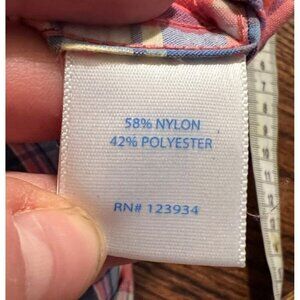 58% NYLON
42% POLYESTER
RN# 123934